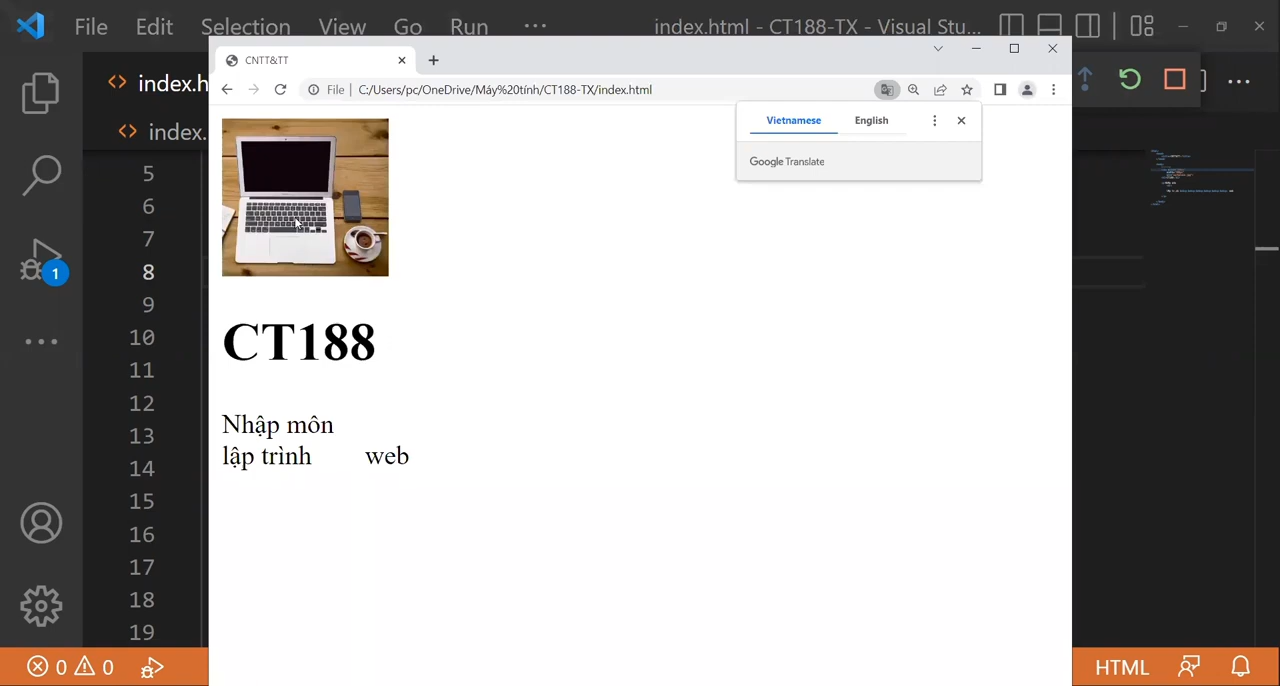 File Edit Selection View Go Run ··· index.html - CT188-TX - Visual Stu...
CNTT&TT
File C:/Users/pc/OneDrive/Máy%20tính/CT188-TX/index.html
index.h
index.
Vietnamese English
Google Translate
5
6
7
8
9
10
11
12
13
14
15
16
17
18
19
1
CT188
Nhập môn
lập trình web
0 0 HTML